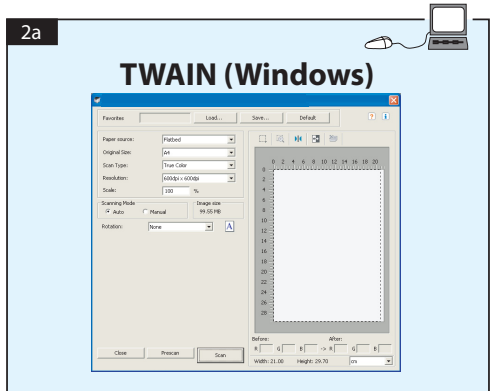 2a
TWAIN (Windows)
Favorites Load... Save... Default ? i
Paper source: Flatbed
Original Size: A4
Scan Type: True Color
Resolution: 600dpi x 600dpi
Scale: 100 %
Scanning Mode Image size
Auto Manual 99.55 MB
Rotation: None A
0 2 4 6 8 10 12 14 16 18 20
0
2
4
6
8
10
12
14
16
18
20
22
24
26
28
Before: After:
R G B -> R G B
Close Prescan Scan
Width: 21.00 Height: 29.70 cm